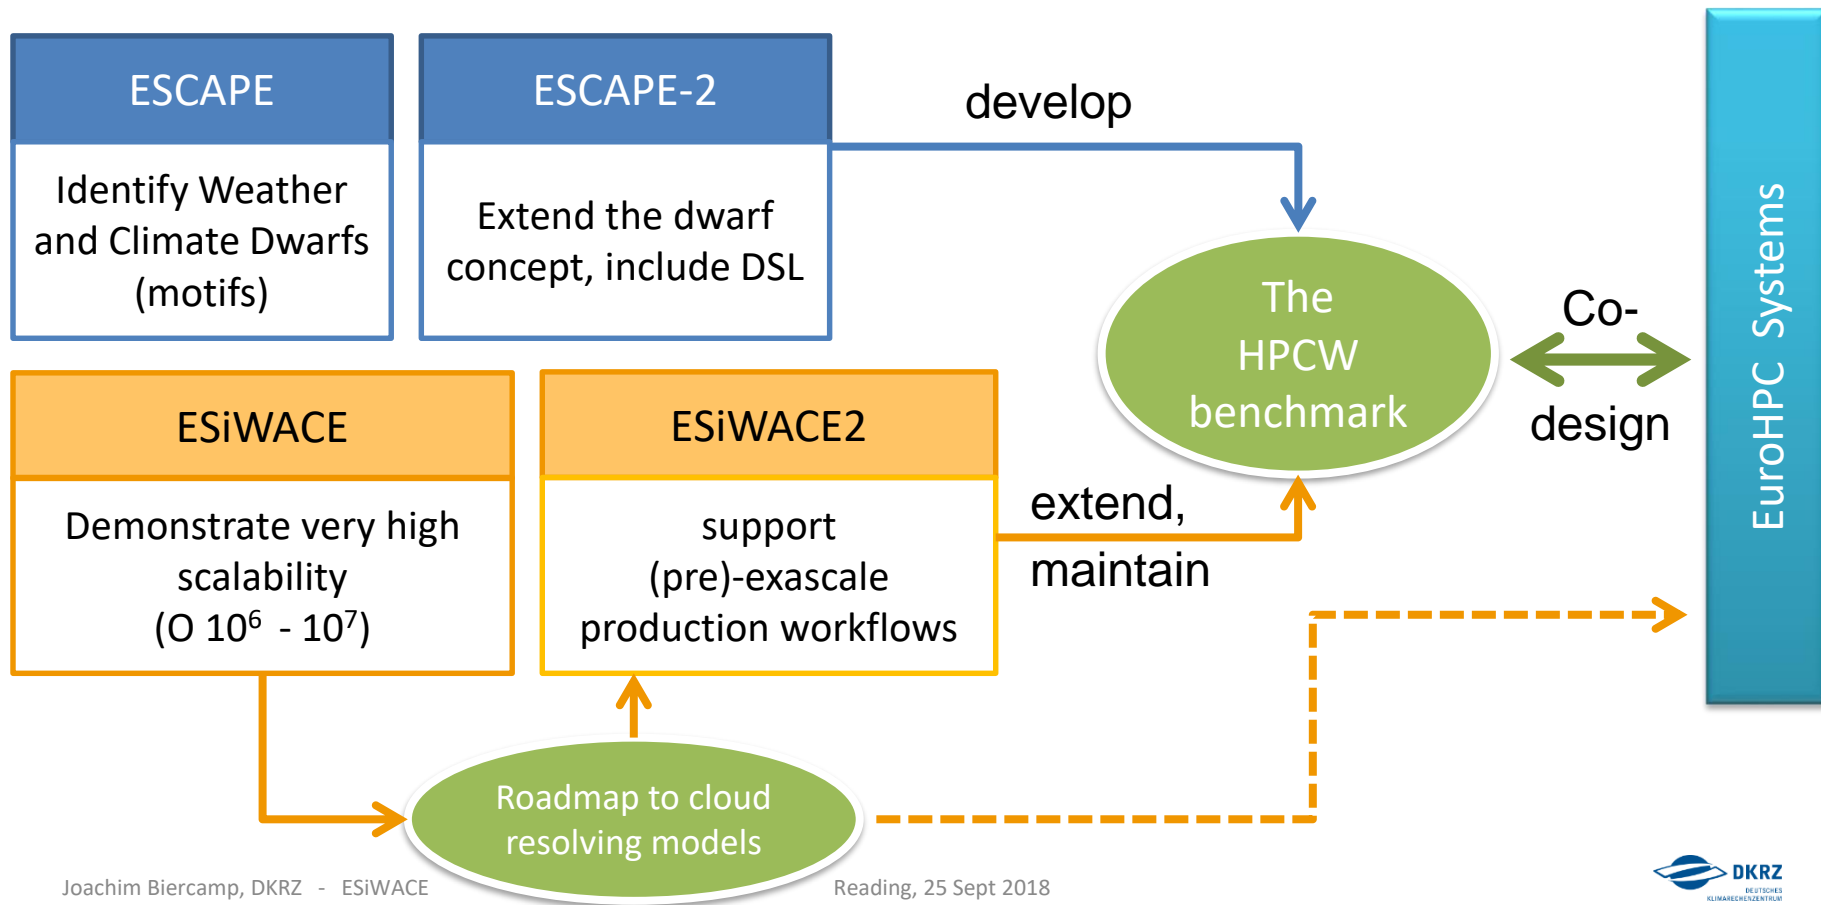 ESCAPE
Identify Weather
and Climate Dwarfs
(motifs)
ESCAPE-2
Extend the dwarf
concept, include DSL
develop
The
HPCW
benchmark
Co-
design
EuroHPC Systems
ESiWACE
Demonstrate very high
scalability
(O 10⁶ - 10⁷)
ESiWACE2
support
(pre)-exascale
production workflows
extend,
maintain
Roadmap to cloud
resolving models
Joachim Biercamp, DKRZ - ESiWACE
Reading, 25 Sept 2018
DKRZ
DEUTSCHES
KLIMARECHENZENTRUM